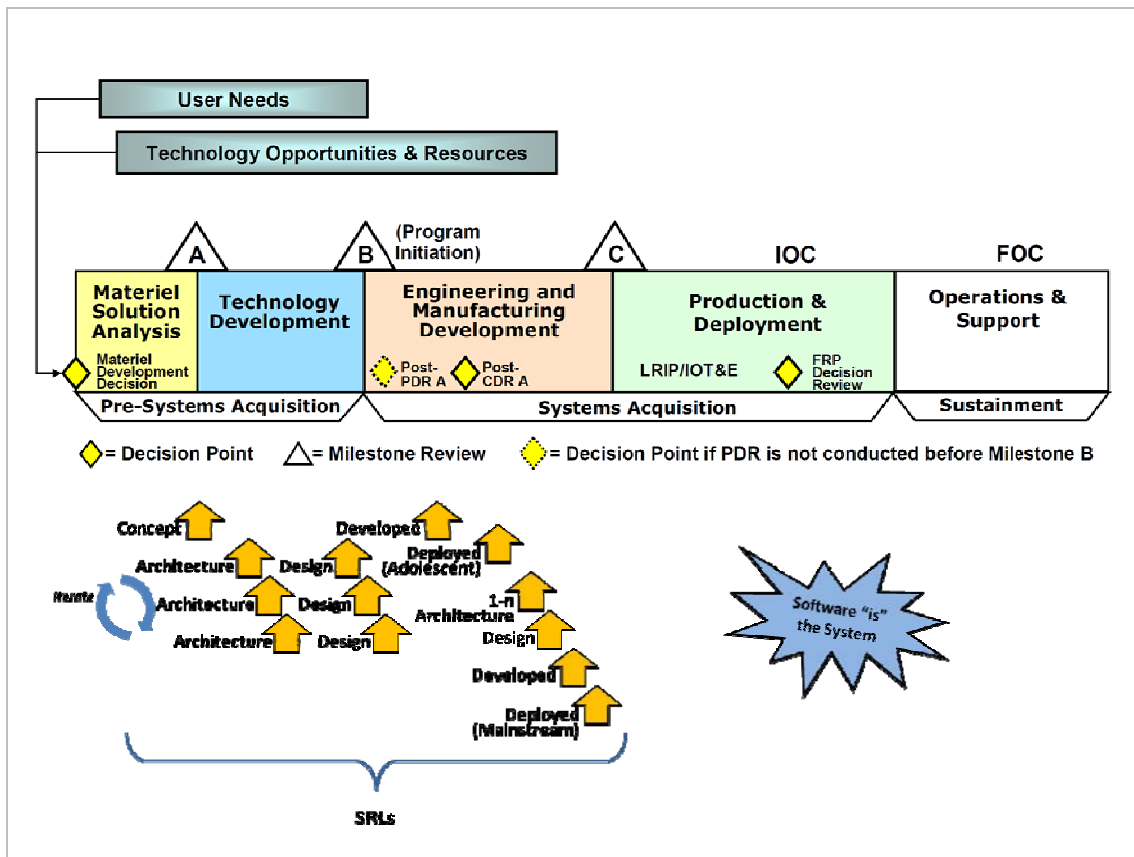 User Needs
Technology Opportunities & Resources
A
B
(Program
Initiation)
C
IOC
FOC
Materiel
Solution
Analysis
Technology
Development
Engineering and
Manufacturing
Development
Production &
Deployment
Operations &
Support
Materiel
Development
Decision
Post-
PDR A
Post-
CDR A
LRIP/IOT&E
FRP
Decision
Review
Pre-Systems Acquisition
Systems Acquisition
Sustainment
= Decision Point
= Milestone Review
= Decision Point if PDR is not conducted before Milestone B
Concept
Developed
Architecture
Design
Deployed
(Adolescent)
Iterate
Architecture
Design
1-n
Architecture
Architecture
Design
Design
Developed
Deployed
(Mainstream)
SRLs
Software "is"
the System